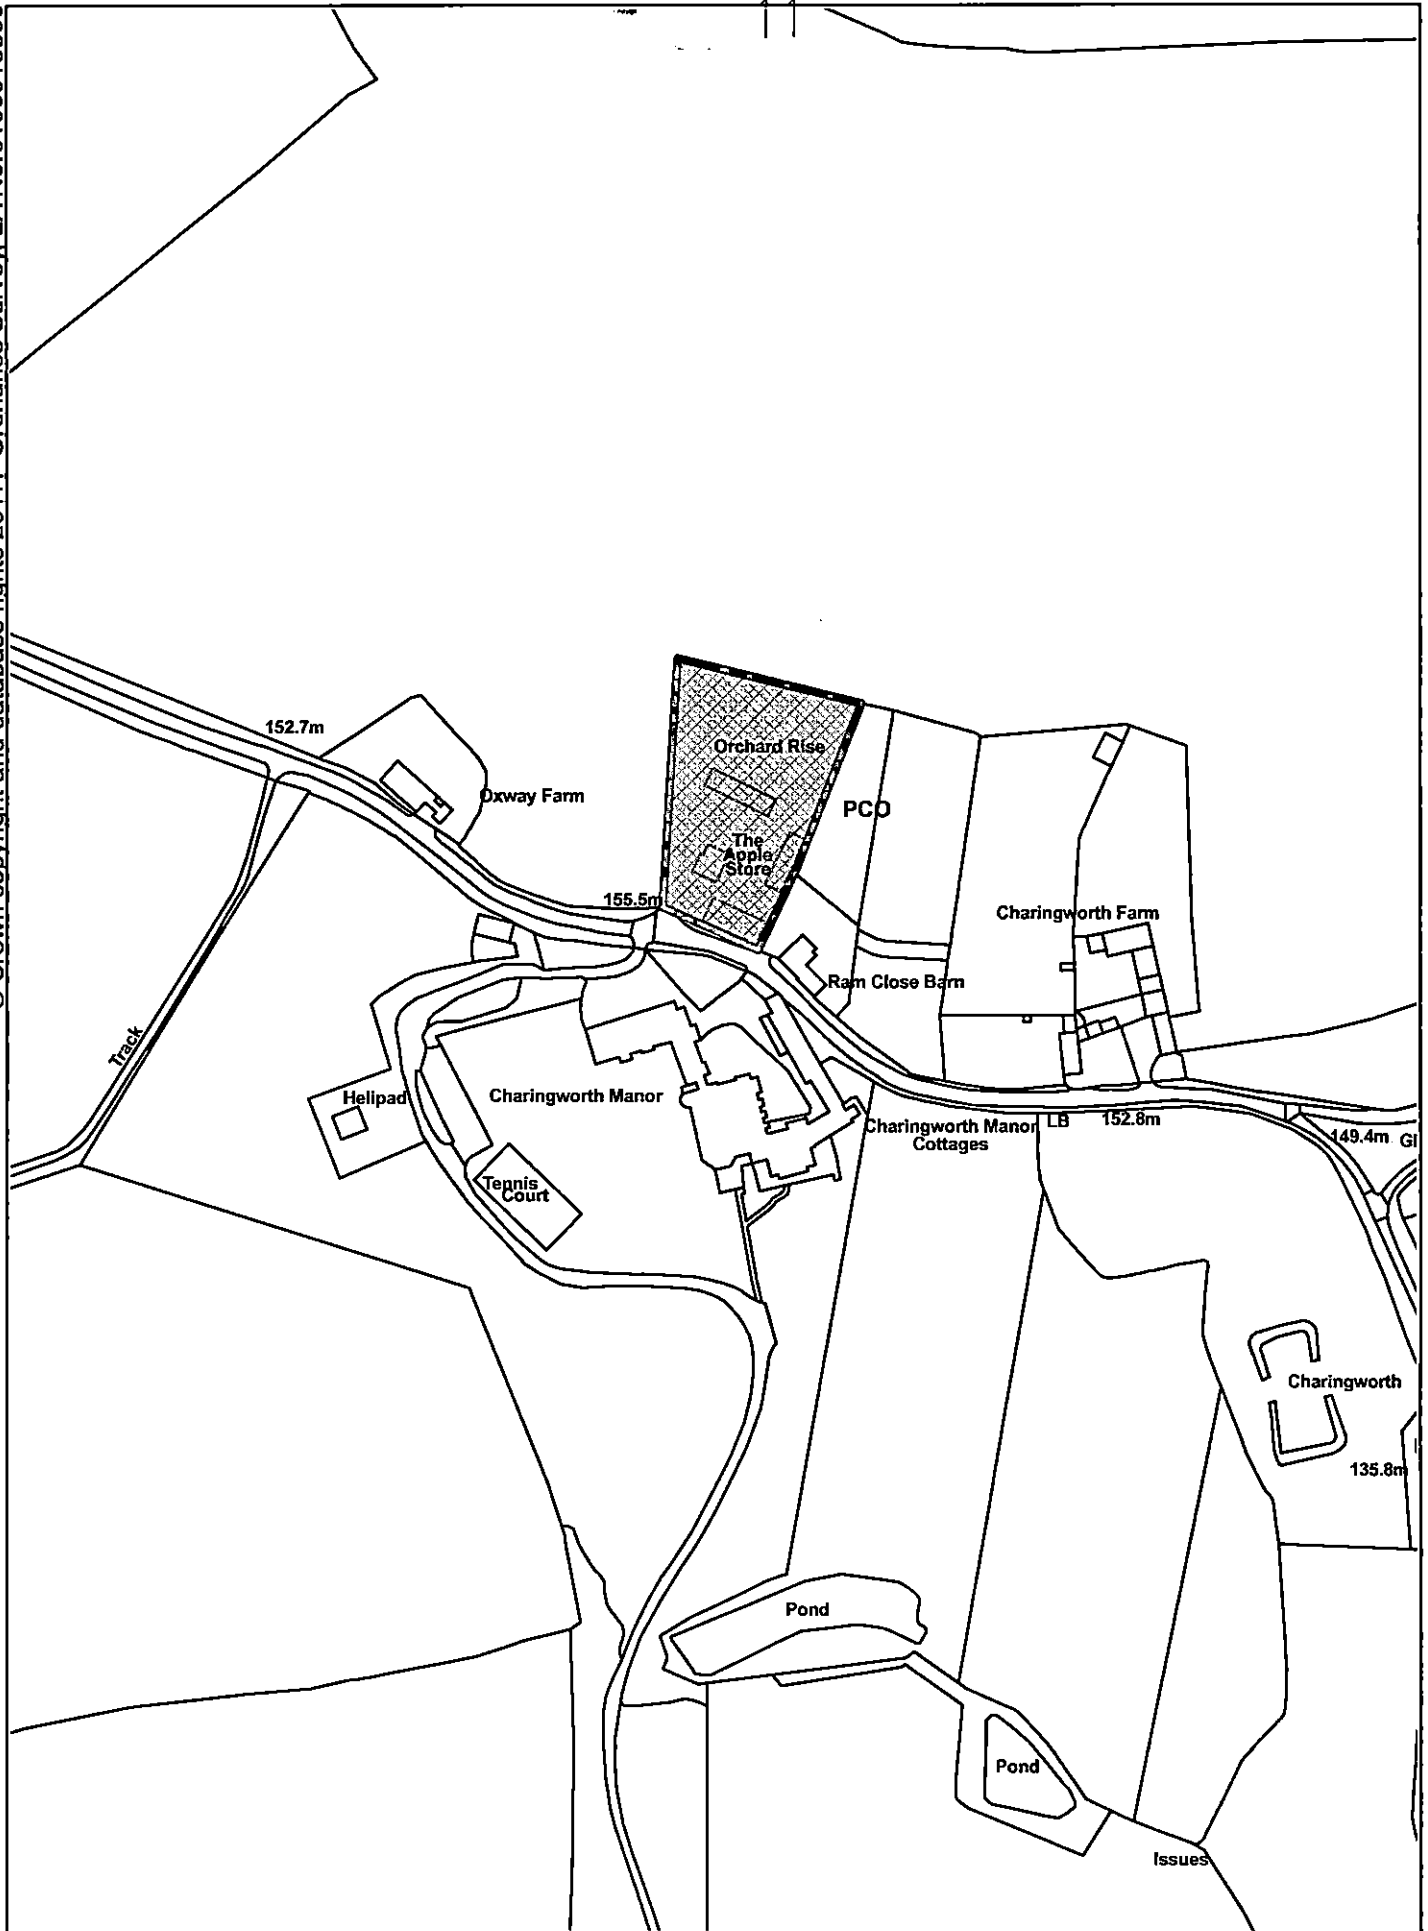 152.7m
Orchard Rise
Oxway Farm
PCO
The
Apple
Store
155.5m
Charingworth Farm
Ram Close Barn
Track
Helipad
Charingworth Manor
Charingworth Manor
Cottages
LB
152.8m
149.4m
GI
Tennis
Court
Charingworth
135.8m
Pond
Pond
Issues